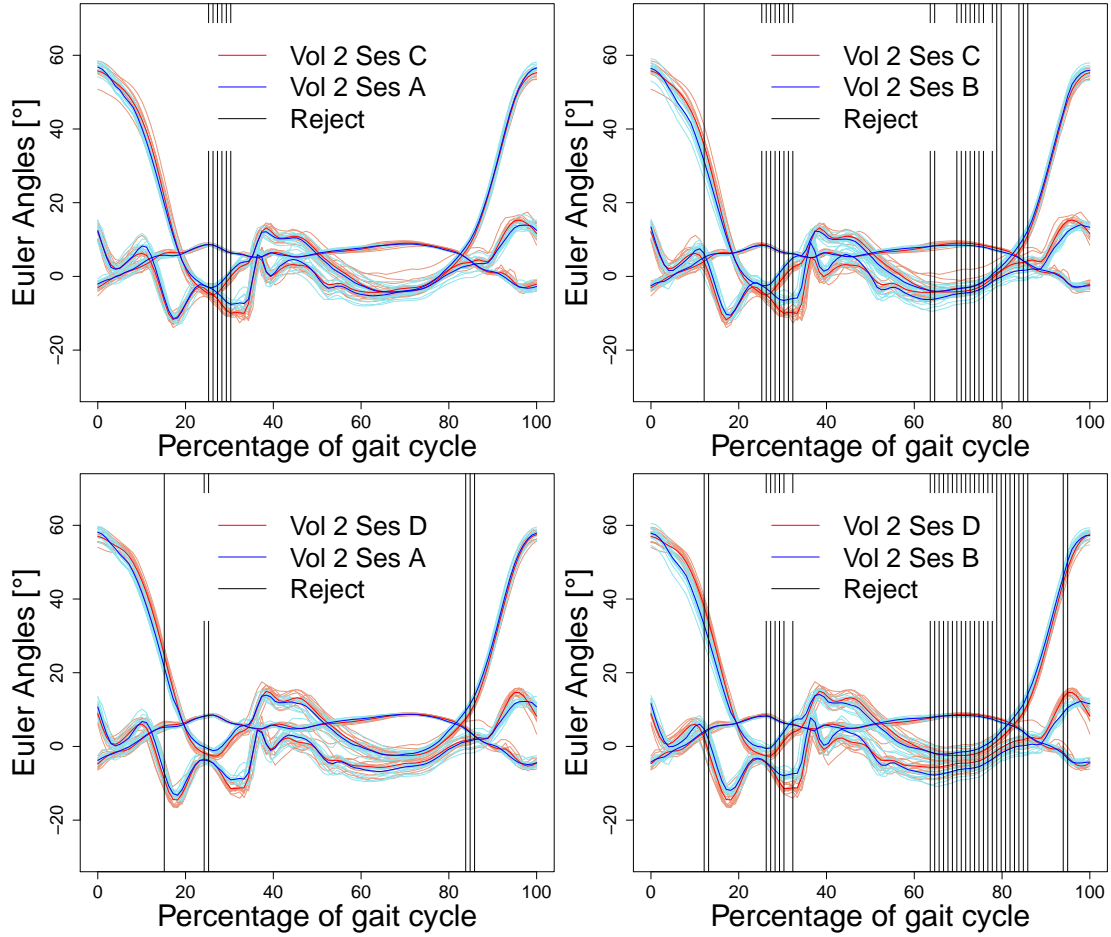 Euler Angles [°]
60
40
20
0
−20
Vol 2 Ses C
Vol 2 Ses A
Reject
0 20 40 60 80 100
Percentage of gait cycle
Euler Angles [°]
60
40
20
0
−20
Vol 2 Ses C
Vol 2 Ses B
Reject
0 20 40 60 80 100
Percentage of gait cycle
Euler Angles [°]
60
40
20
0
−20
Vol 2 Ses D
Vol 2 Ses A
Reject
0 20 40 60 80 100
Percentage of gait cycle
Euler Angles [°]
60
40
20
0
−20
Vol 2 Ses D
Vol 2 Ses B
Reject
0 20 40 60 80 100
Percentage of gait cycle